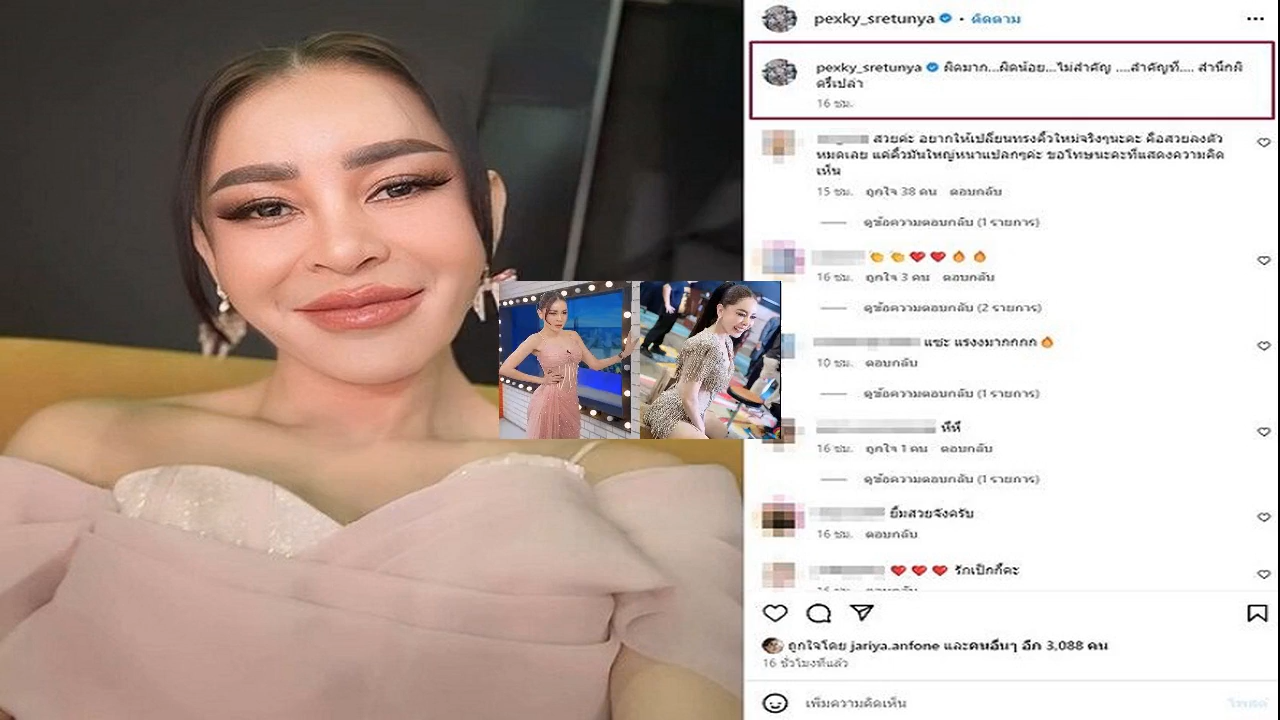 pexky_sretunya • ติดตาม
pexky_sretunya ผิดมาก...ผิดน้อย...ไม่สำคัญ ....สำคัญที่.... สำนึกผิ
ดรึเปล่า
16 ชม.
สวยค่ะ อยากให้เปลี่ยนทรงคิ้วใหม่จริงๆนะคะ คือสวยลงตัว
หมดเลย แต่คิ้วมันใหญ่หนาแปลกๆค่ะ ขอโทษนะคะที่แสดงความคิด
เห็น
15 ชม. ถูกใจ 38 คน ตอบกลับ
ดูข้อความตอบกลับ (1 รายการ)
16 ชม. ถูกใจ 3 คน ตอบกลับ
ดูข้อความตอบกลับ (2 รายการ)
แซะ แรงงมากกกก
10 ชม. ตอบกลับ
ดูข้อความตอบกลับ (1 รายการ)
หึหึ
16 ชม. ถูกใจ 1 คน ตอบกลับ
ดูข้อความตอบกลับ (1 รายการ)
ยิ้มสวยจังครับ
16 ชม. ตอบกลับ
รักเป็กกี้คะ
ถูกใจโดย jariya.anfone และคนอื่นๆ อีก 3,088 คน
16 ชั่วโมงที่แล้ว
เพิ่มความคิดเห็น
โพสต์